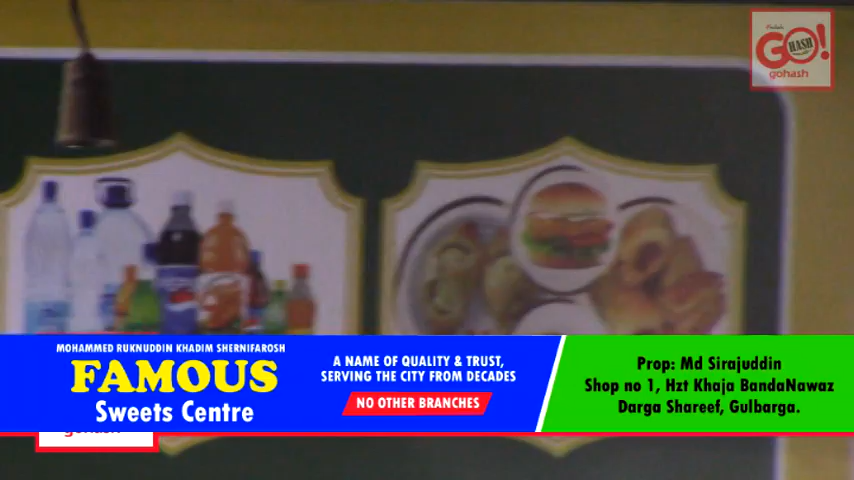 GO!
HASH
gohash
MOHAMMED RUKNUDDIN KHADIM SHERNIFAROSH
FAMOUS
Sweets Centre
A NAME OF QUALITY & TRUST,
SERVING THE CITY FROM DECADES
NO OTHER BRANCHES
Prop: Md Sirajuddin
Shop no 1, Hzt Khaja BandaNawaz
Darga Shareef, Gulbarga.
gohash